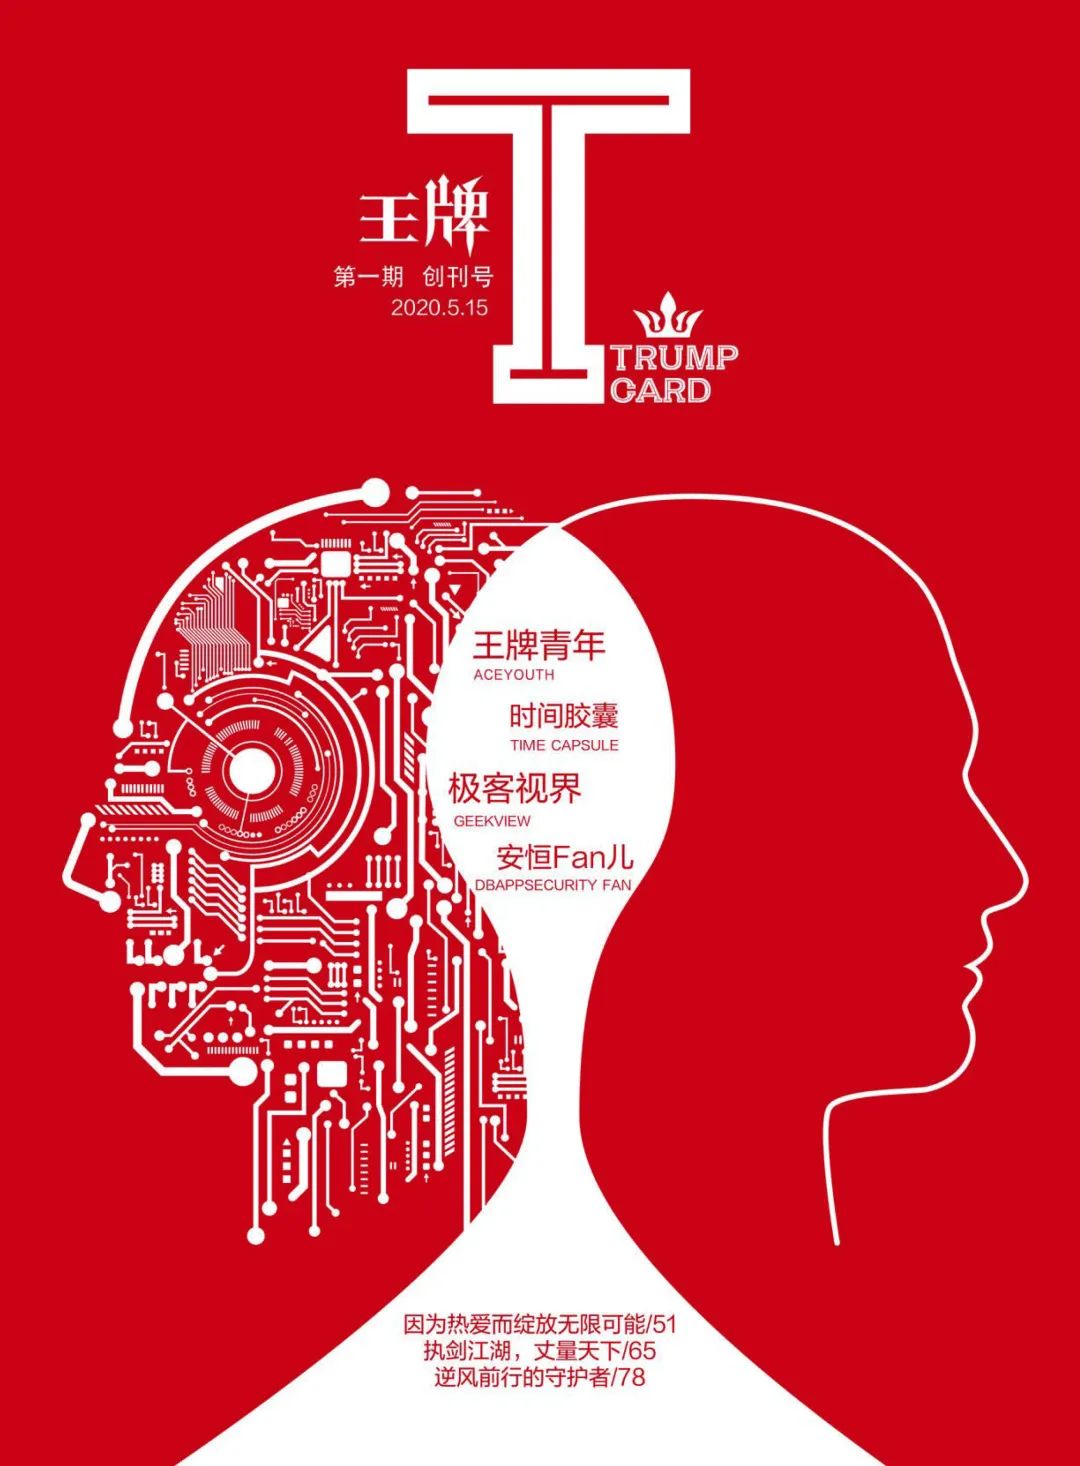 T
王牌
第一期 创刊号
2020.5.15
TRUMP
CARD
王牌青年
ACEYOUTH
时间胶囊
TIME CAPSULE
极客视界
GEEKVIEW
安恒Fan儿
DBAPPSECURITY FAN
因为热爱而绽放无限可能/51
执剑江湖，丈量天下/65
逆风前行的守护者/78